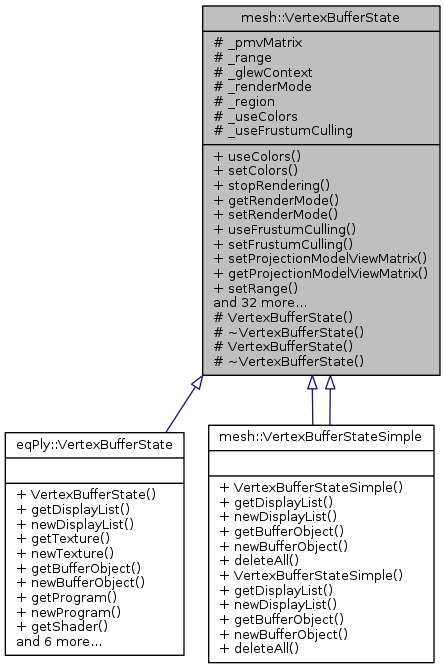 mesh::VertexBufferState
# _pmvMatrix
# _range
# _glewContext
# _renderMode
# _region
# _useColors
# _useFrustumCulling
+ useColors()
+ setColors()
+ stopRendering()
+ getRenderMode()
+ setRenderMode()
+ useFrustumCulling()
+ setFrustumCulling()
+ setProjectionModelViewMatrix()
+ getProjectionModelViewMatrix()
+ setRange()
and 32 more...
# VertexBufferState()
# ~VertexBufferState()
# VertexBufferState()
# ~VertexBufferState()
eqPly::VertexBufferState
+ VertexBufferState()
+ getDisplayList()
+ newDisplayList()
+ getTexture()
+ newTexture()
+ getBufferObject()
+ newBufferObject()
+ getProgram()
+ newProgram()
+ getShader()
and 6 more...
mesh::VertexBufferStateSimple
+ VertexBufferStateSimple()
+ getDisplayList()
+ newDisplayList()
+ getBufferObject()
+ newBufferObject()
+ deleteAll()
+ VertexBufferStateSimple()
+ getDisplayList()
+ newDisplayList()
+ getBufferObject()
+ newBufferObject()
+ deleteAll()